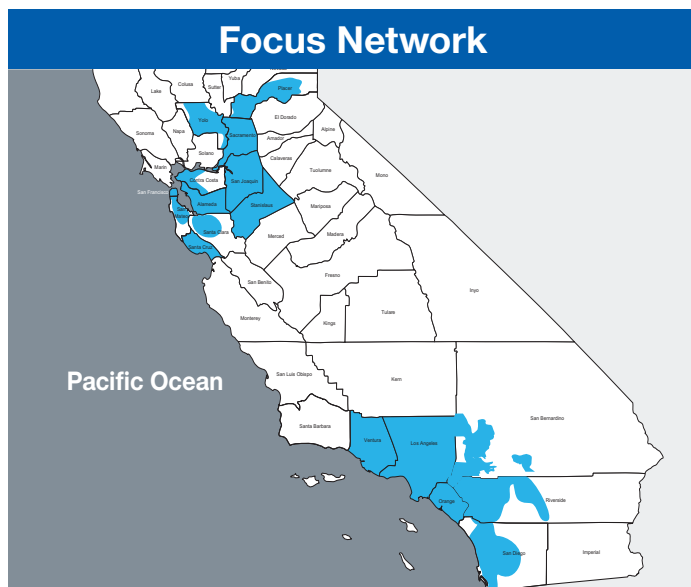 Focus Network
Placer
Yuba
Colusa
Sutter
Lake
El Dorado
Yolo
Napa
Sonoma
Sacramento
Alpine
Amador
Solano
Calaveras
Marin
Tuolumne
Mono
Contra Costa
San Joaquin
San Francisco
Alameda
Stanislaus
Mariposa
San Mateo
Santa Clara
Merced
Madera
Santa Cruz
Fresno
San Benito
Inyo
Monterey
Kings
Tulare
Pacific Ocean
San Luis Obispo
Kern
San Bernardino
Santa Barbara
Ventura
Los Angeles
Orange
Riverside
San Diego
Imperial